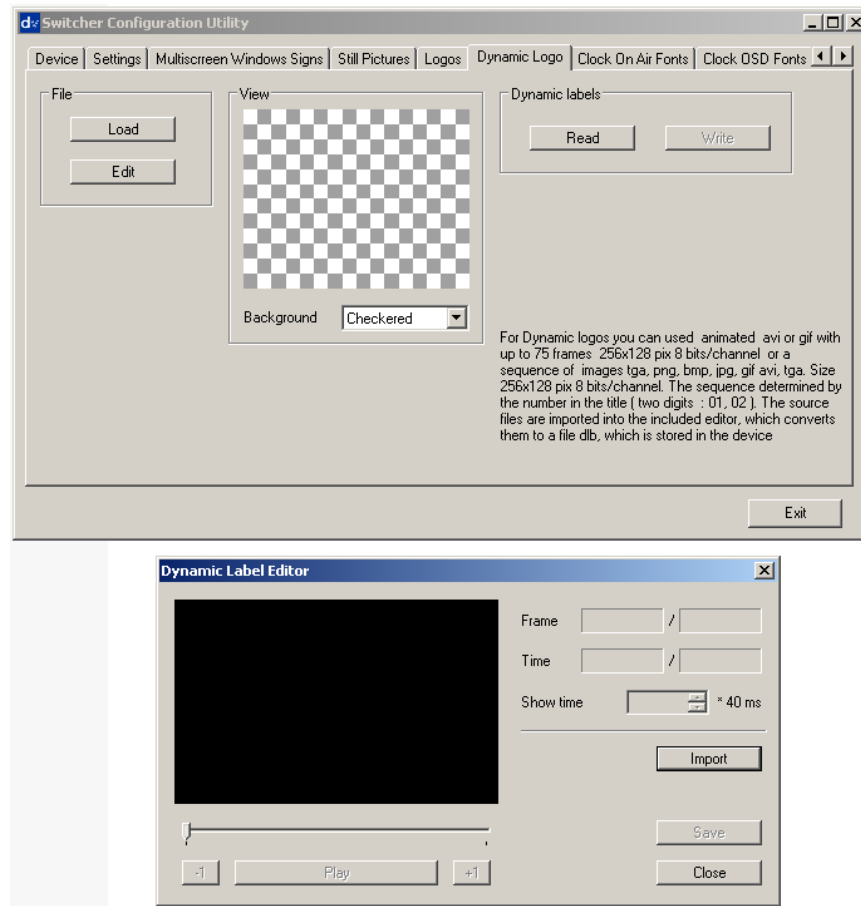 Switcher Configuration Utility
Device Settings Multiscrreen Windows Signs Still Pictures Logos Dynamic Logo Clock On Air Fonts Clock OSD Fonts
File
Load
Edit
View
Background Checkered
Dynamic labels
Read Write
For Dynamic logos you can used animated avi or gif with
up to 75 frames 256x128 pix 8 bits/channel or a
sequence of images tga, png, bmp, jpg, gif avi, tga. Size
256x128 pix 8 bits/channel. The sequence determined by
the number in the title ( two digits : 01, 02 ). The source
files are imported into the included editor, which converts
them to a file dlb, which is stored in the device
Exit
Dynamic Label Editor
Frame /
Time /
Show time * 40 ms
Import
Save
-1 Play +1
Close